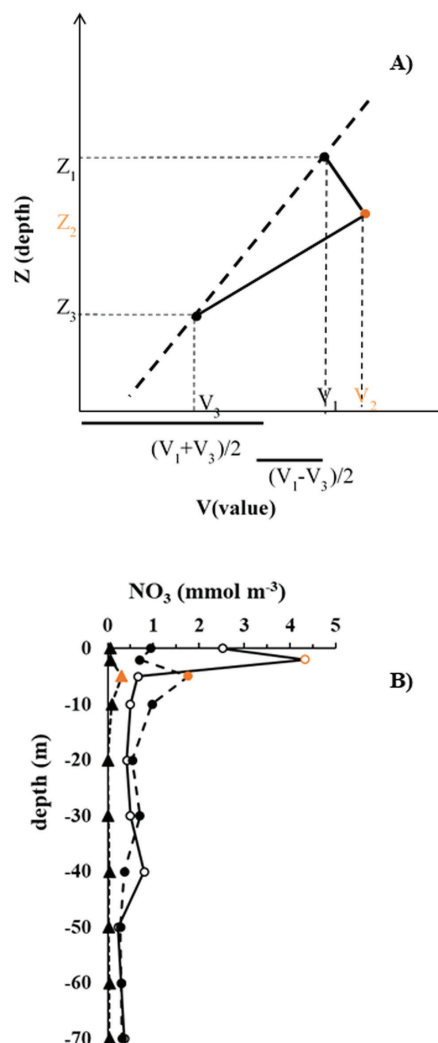 A)
Z (depth)
Z1
Z2
Z3
V3
V1
V2
(V1+V3)/2
(V1-V3)/2
V(value)
NO3 (mmol m-3)
0 1 2 3 4 5
B)
depth (m)
0
-10
-20
-30
-40
-50
-60
-70